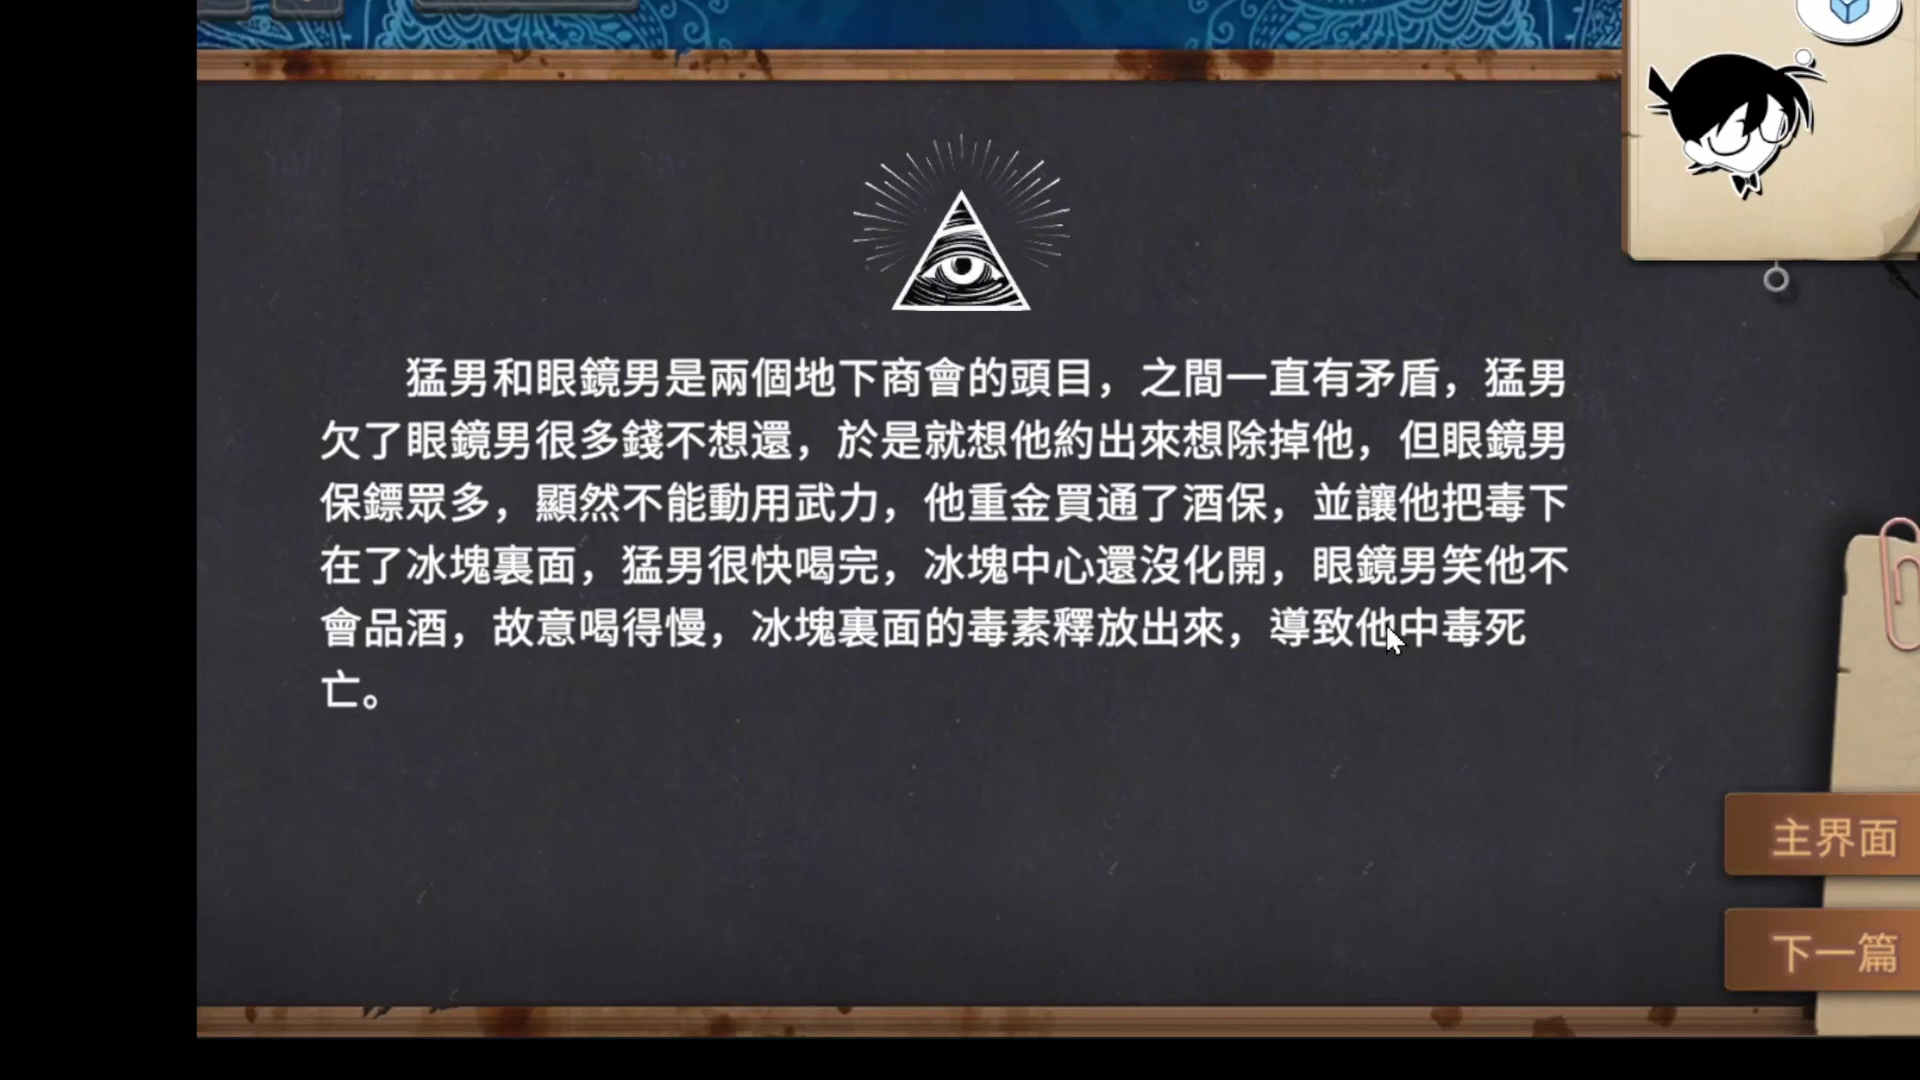 猛男和眼鏡男是兩個地下商會的頭目，之間一直有矛盾，猛男
欠了眼鏡男很多錢不想還，於是就想他約出來想除掉他，但眼鏡男
保鏢眾多，顯然不能動用武力，他重金買通了酒保，並讓他把毒下
在了冰塊裏面，猛男很快喝完，冰塊中心還沒化開，眼鏡男笑他不
會品酒，故意喝得慢，冰塊裏面的毒素釋放出來，導致他中毒死
亡。
主界面
下一篇